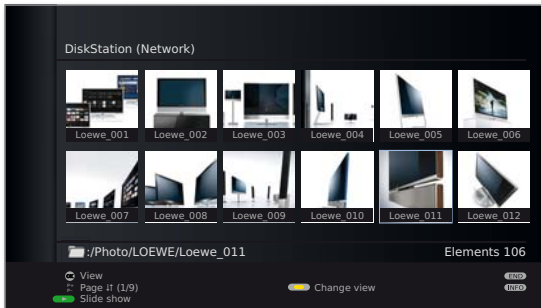 DiskStation (Network)
Loewe_001 Loewe_002 Loewe_003 Loewe_004 Loewe_005 Loewe_006
Loewe_007 Loewe_008 Loewe_009 Loewe_010 Loewe_011 Loewe_012
:/Photo/LOEWE/Loewe_011 Elements 106
View END
P+ P- Page ↓↑ (1/9) Change view INFO
Slide show